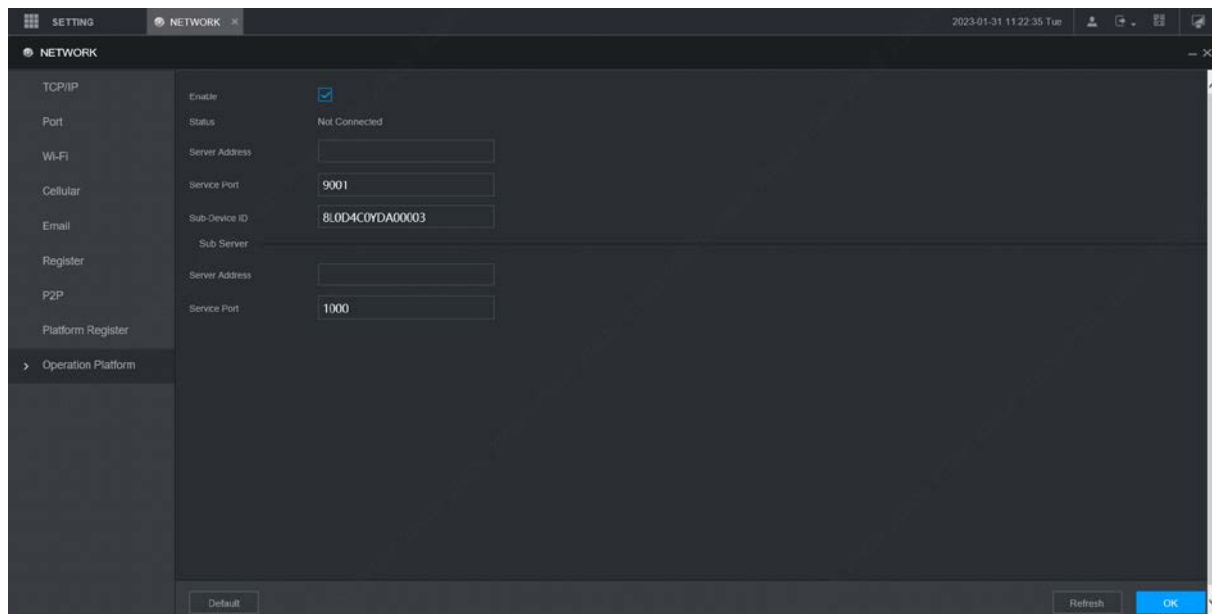 SETTING NETWORK × 2023-01-31 11:22:35 Tue
NETWORK
TCP/IP
Port
Wi-Fi
Cellular
Email
Register
P2P
Platform Register
Operation Platform
Enable
Status Not Connected
Server Address
Service Port 9001
Sub-Device ID 8L0D4C0YDA00003
Sub Server
Server Address
Service Port 1000
Default Refresh OK